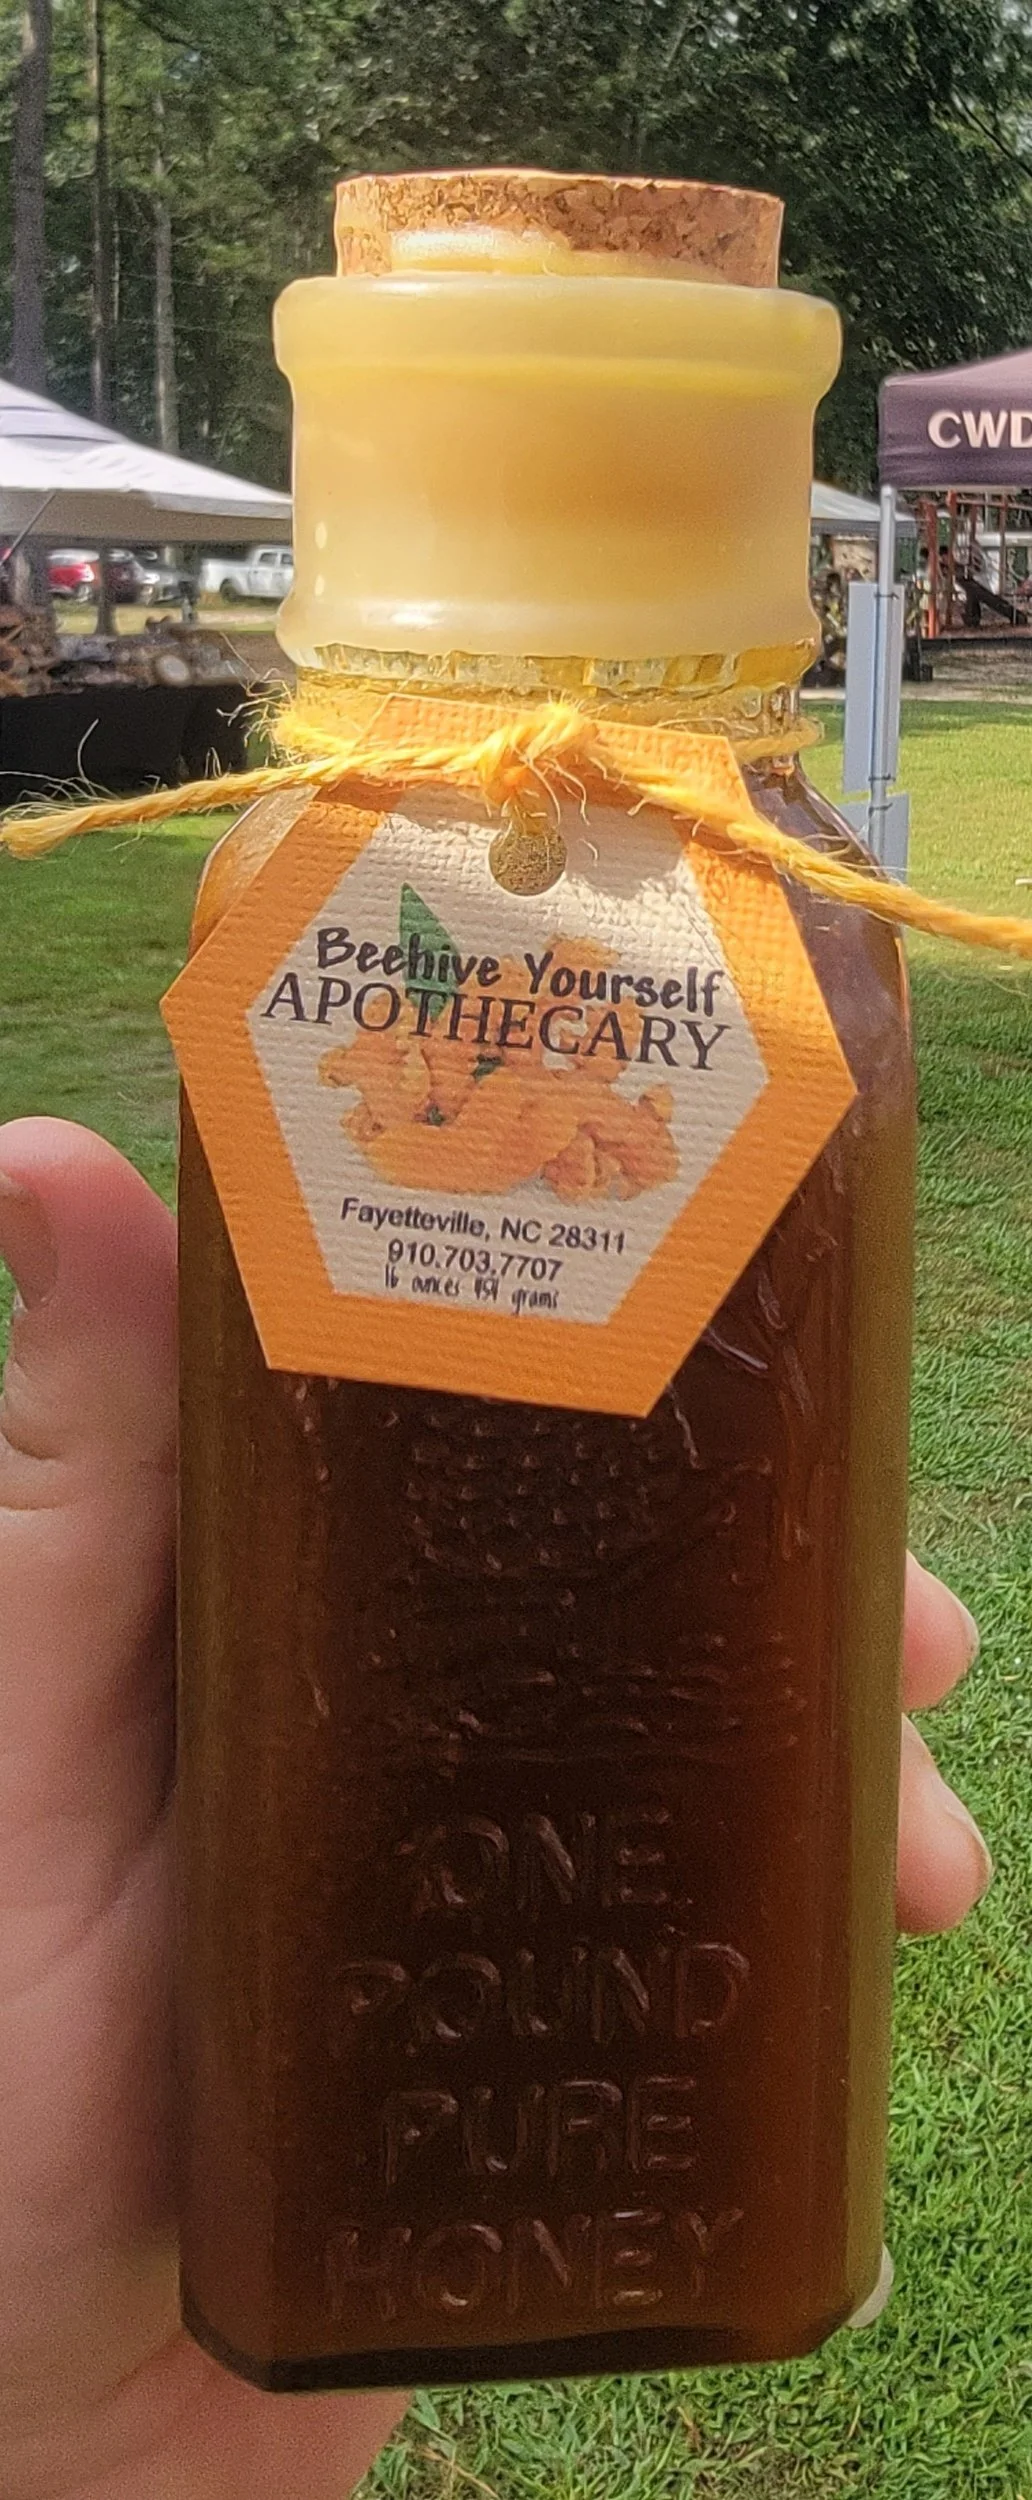 CWD
Beehive Yourself
APOTHECARY
Fayetteville, NC 28311
910.703.7707
16 ounces 454 grams
ONE
POUND
PURE
HONEY